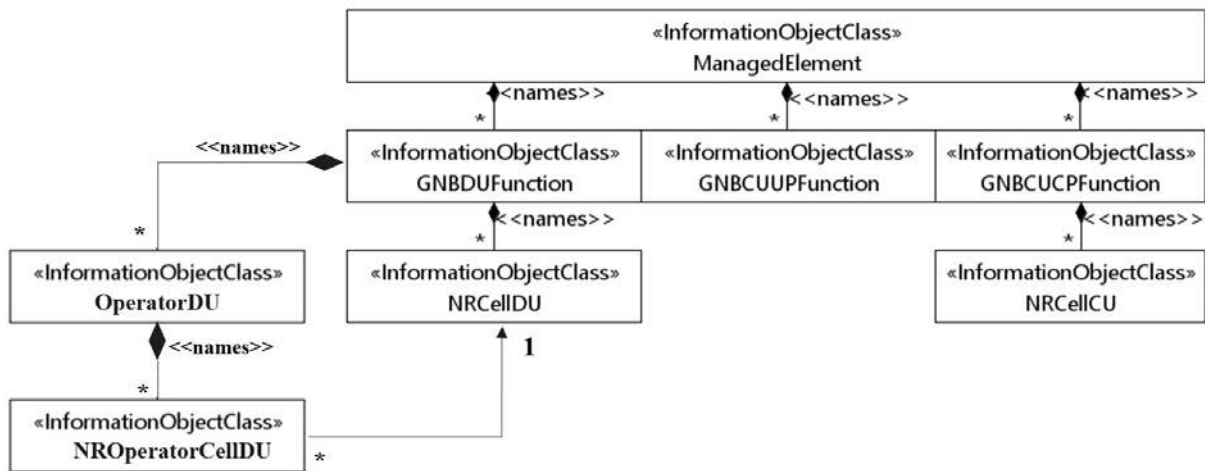 «InformationObjectClass»
ManagedElement
<<names>>
<<names>>
<<names>>
*
*
*
<<names>>
«InformationObjectClass»
GNBDUFunction
«InformationObjectClass»
GNBCUUPFunction
«InformationObjectClass»
GNBCUCPFunction
<<names>>
<<names>>
*
*
*
«InformationObjectClass»
OperatorDU
«InformationObjectClass»
NRCellDU
«InformationObjectClass»
NRCellCU
<<names>>
1
*
«InformationObjectClass»
NROperatorCellDU
*